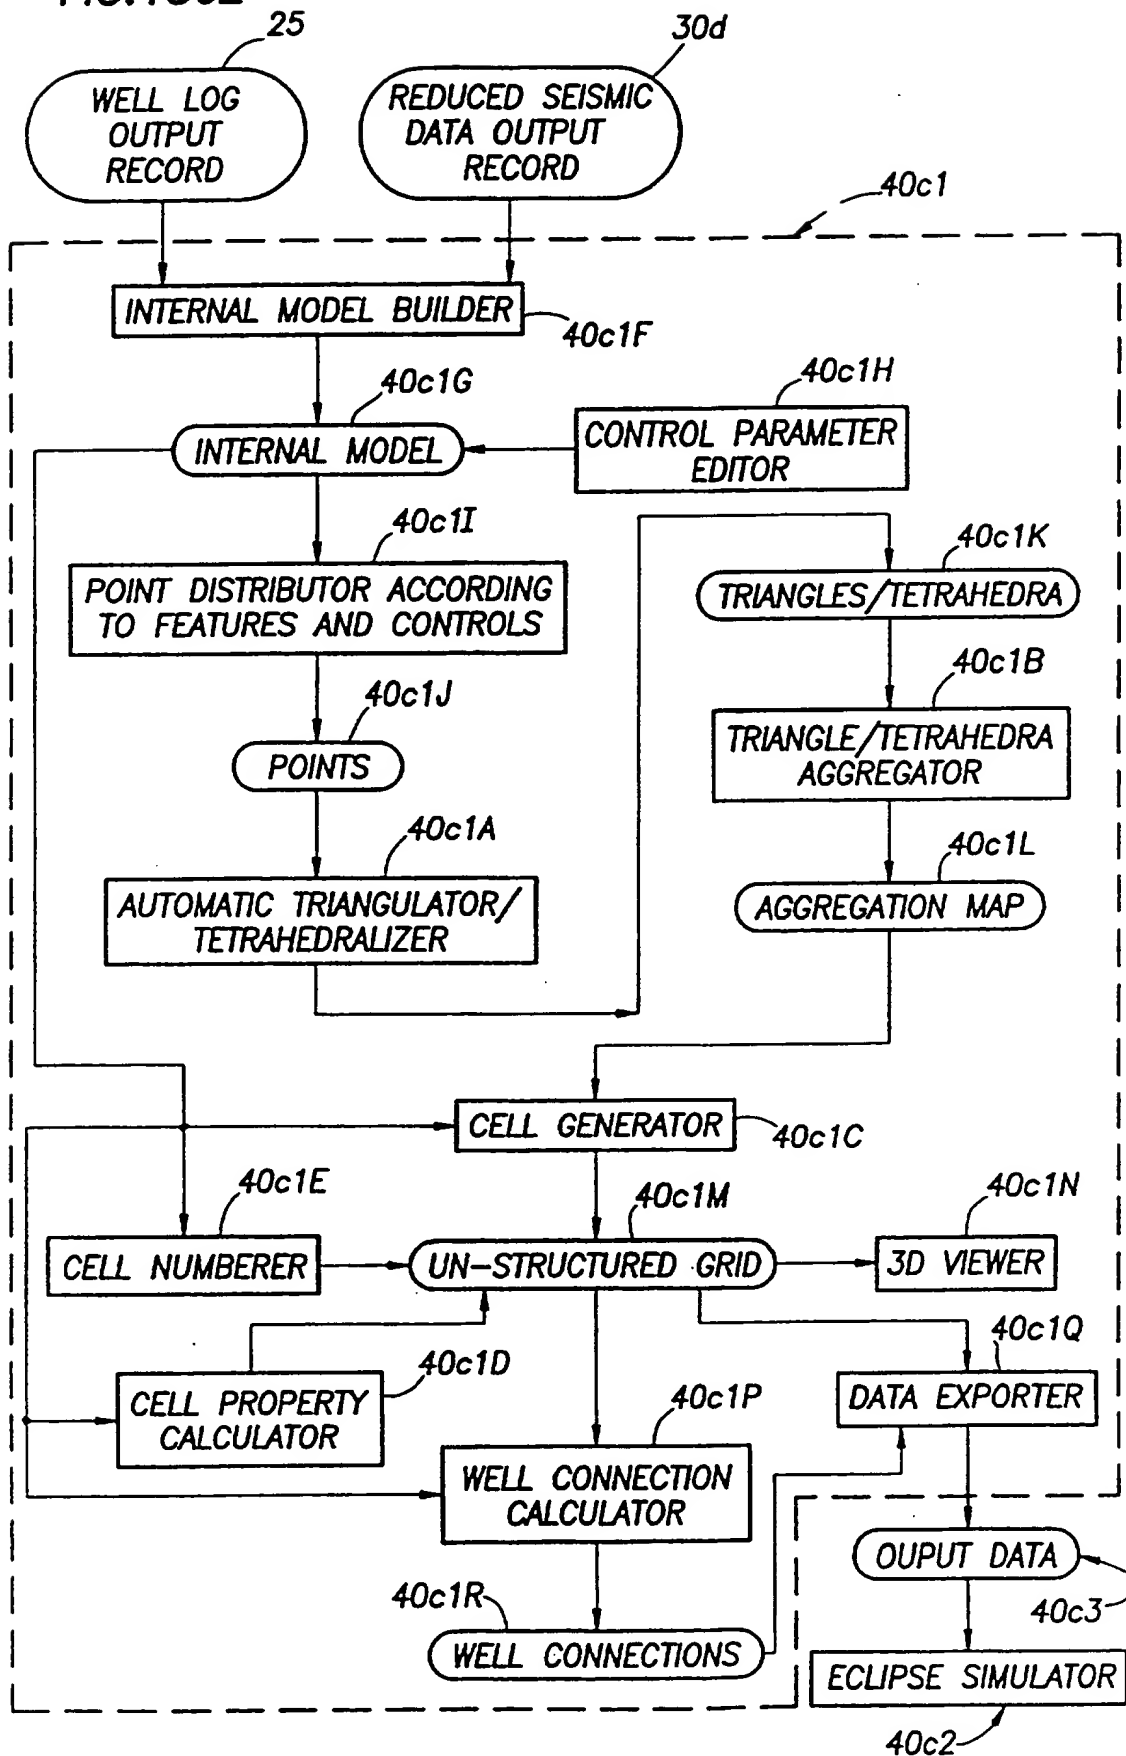 25
30d
WELL LOG
OUTPUT
RECORD
REDUCED SEISMIC
DATA OUTPUT
RECORD
40c1
INTERNAL MODEL BUILDER
40c1F
40c1G
40c1H
INTERNAL MODEL
CONTROL PARAMETER
EDITOR
40c1I
40c1K
POINT DISTRIBUTOR ACCORDING
TO FEATURES AND CONTROLS
TRIANGLES/TETRAHEDRA
40c1J
40c1B
POINTS
TRIANGLE/TETRAHEDRA
AGGREGATOR
40c1A
40c1L
AUTOMATIC TRIANGULATOR/
TETRAHEDRALIZER
AGGREGATION MAP
CELL GENERATOR
40c1C
40c1E
40c1M
40c1N
CELL NUMBERER
UN-STRUCTURED GRID
3D VIEWER
40c1D
40c1Q
CELL PROPERTY
CALCULATOR
40c1P
DATA EXPORTER
WELL CONNECTION
CALCULATOR
OUPUT DATA
40c1R
40c3
WELL CONNECTIONS
ECLIPSE SIMULATOR
40c2